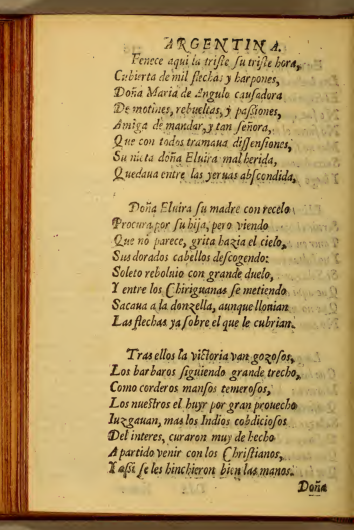 ARGENTINA.
Fenece aqui la triste su triste hora,
Cubierta de mil flechas y harpones,
Doña Maria de Angulo causadora
De motines, rebueltas, y passiones,
Amiga de mandar, y tan señora,
Que con todos tramaua dissensiones,
Su nieta doña Eluira mal herida,
Quedaua entre las yeruas abscondida,
Doña Eluira su madre con recelo
Procura por su hija, pero viendo
Que no parece, grita hazia el cielo,
Sus dorados cabellos descogendo:
Soleto reboluio con grande duelo,
Y entre los Chiriguanas se metiendo
Sacaua a la donzella, aunque llouian
Las flechas ya sobre el que le cubrian.
Tras ellos la victoria van gozosos,
Los barbaros siguiendo grande trecho,
Como corderos mansos temerosos,
Los nuestros el huyr por gran prouecho
Iuzgauan, mas los Indios cobdiciosos
Del interes, curaron muy de hecho
A partido venir con los Christianos,
Y assi se les hinchieron bien las manos.
Doña